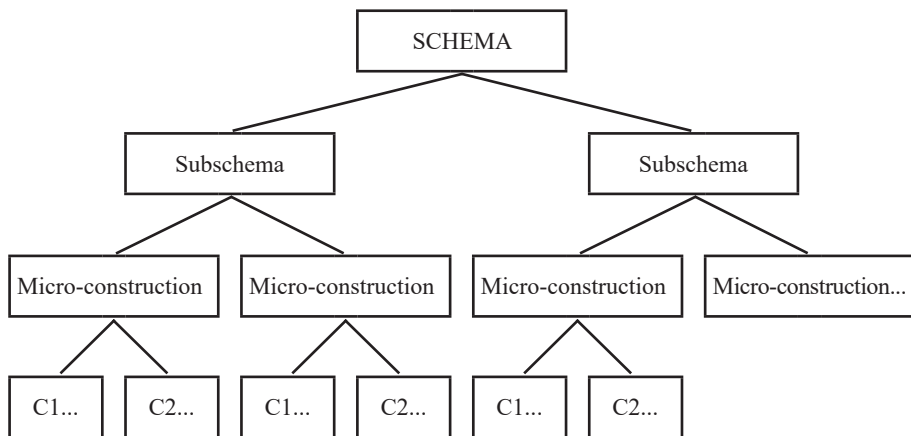 SCHEMA
Subschema
Subschema
Micro-construction
Micro-construction
Micro-construction
Micro-construction...
C1...
C2...
C1...
C2...
C1...
C2...